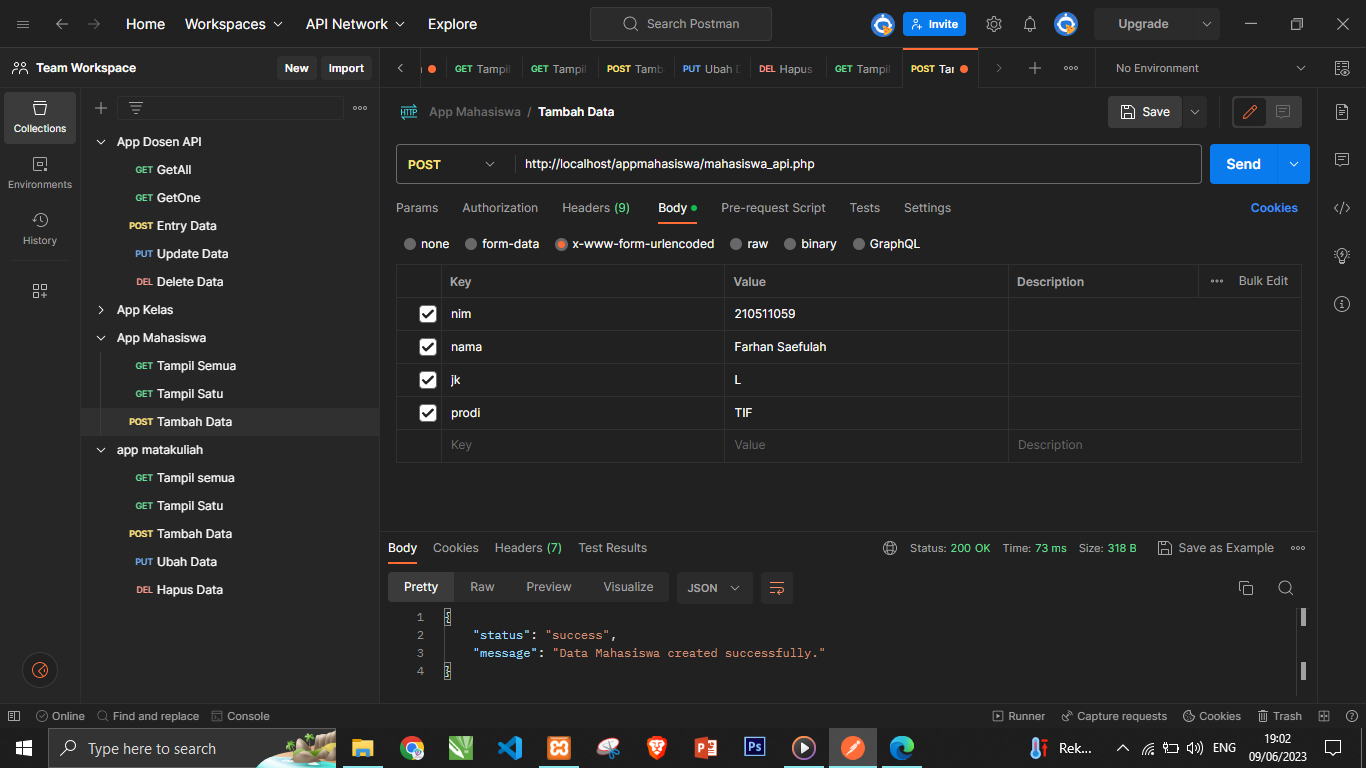 Home Workspaces API Network Explore Search Postman Invite Upgrade
Team Workspace New Import
GET Tampil GET Tampil POST Tamb PUT Ubah D DEL Hapus GET Tampil POST Tar No Environment
Collections
Environments
History
App Dosen API
GET GetAll
GET GetOne
POST Entry Data
PUT Update Data
DEL Delete Data
App Kelas
App Mahasiswa
GET Tampil Semua
GET Tampil Satu
POST Tambah Data
app matakuliah
GET Tampil semua
GET Tampil Satu
POST Tambah Data
PUT Ubah Data
DEL Hapus Data
HTTP App Mahasiswa / Tambah Data Save
POST http://localhost/appmahasiswa/mahasiswa_api.php Send
Params Authorization Headers (9) Body Pre-request Script Tests Settings Cookies
none form-data x-www-form-urlencoded raw binary GraphQL
Key Value Description Bulk Edit
nim 210511059
nama Farhan Saefulah
jk L
prodi TIF
Key Value Description
Body Cookies Headers (7) Test Results Status: 200 OK Time: 73 ms Size: 318 B Save as Example
Pretty Raw Preview Visualize JSON
1 {
2 "status": "success",
3 "message": "Data Mahasiswa created successfully."
4 }
Online Find and replace Console Runner Capture requests Cookies Trash
Type here to search Ps Rek... ENG 19:02
09/06/2023